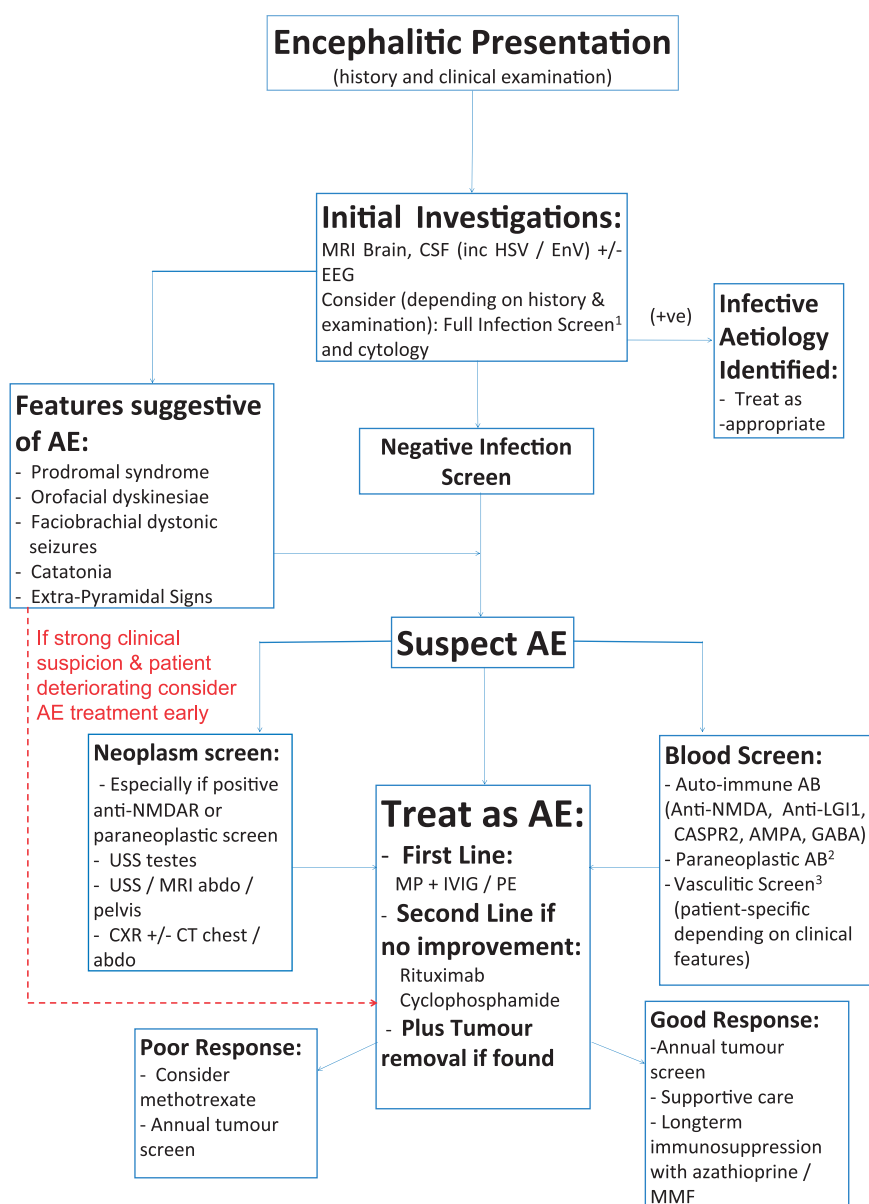 Encephalitic Presentation
(history and clinical examination)
Initial Investigations:
MRI Brain, CSF (inc HSV / EnV) +/-
EEG
Consider (depending on history &
examination): Full Infection Screen1
and cytology
(+ve)
Infective
Aetiology
Identified:
- Treat as
-appropriate
Features suggestive
of AE:
- Prodromal syndrome
- Orofacial dyskinesiae
- Faciobrachial dystonic
seizures
- Catatonia
- Extra-Pyramidal Signs
Negative Infection
Screen
If strong clinical
suspicion & patient
deteriorating consider
AE treatment early
Suspect AE
Neoplasm screen:
- Especially if positive
anti-NMDAR or
paraneoplastic screen
- USS testes
- USS / MRI abdo /
pelvis
- CXR +/- CT chest /
abdo
Treat as AE:
- First Line:
MP + IVIG / PE
- Second Line if
no improvement:
Rituximab
Cyclophosphamide
- Plus Tumour
removal if found
Blood Screen:
- Auto-immune AB
(Anti-NMDA, Anti-LGI1,
CASPR2, AMPA, GABA)
- Paraneoplastic AB2
- Vasculitic Screen3
(patient-specific
depending on clinical
features)
Poor Response:
- Consider
methotrexate
- Annual tumour
screen
Good Response:
-Annual tumour
screen
- Supportive care
- Longterm
immunosuppression
with azathioprine /
MMF